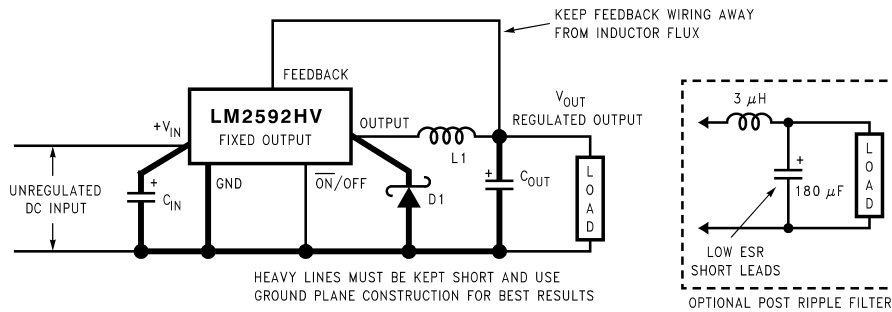 KEEP FEEDBACK WIRING AWAY
FROM INDUCTOR FLUX
FEEDBACK
LM2592HV
FIXED OUTPUT
+VIN
OUTPUT
VOUT
REGULATED OUTPUT
L1
UNREGULATED
DC INPUT
+
CIN
GND
ON/OFF
D1
+
COUT
LOAD
HEAVY LINES MUST BE KEPT SHORT AND USE
GROUND PLANE CONSTRUCTION FOR BEST RESULTS
3 μH
+
180 μF
LOAD
LOW ESR
SHORT LEADS
OPTIONAL POST RIPPLE FILTER